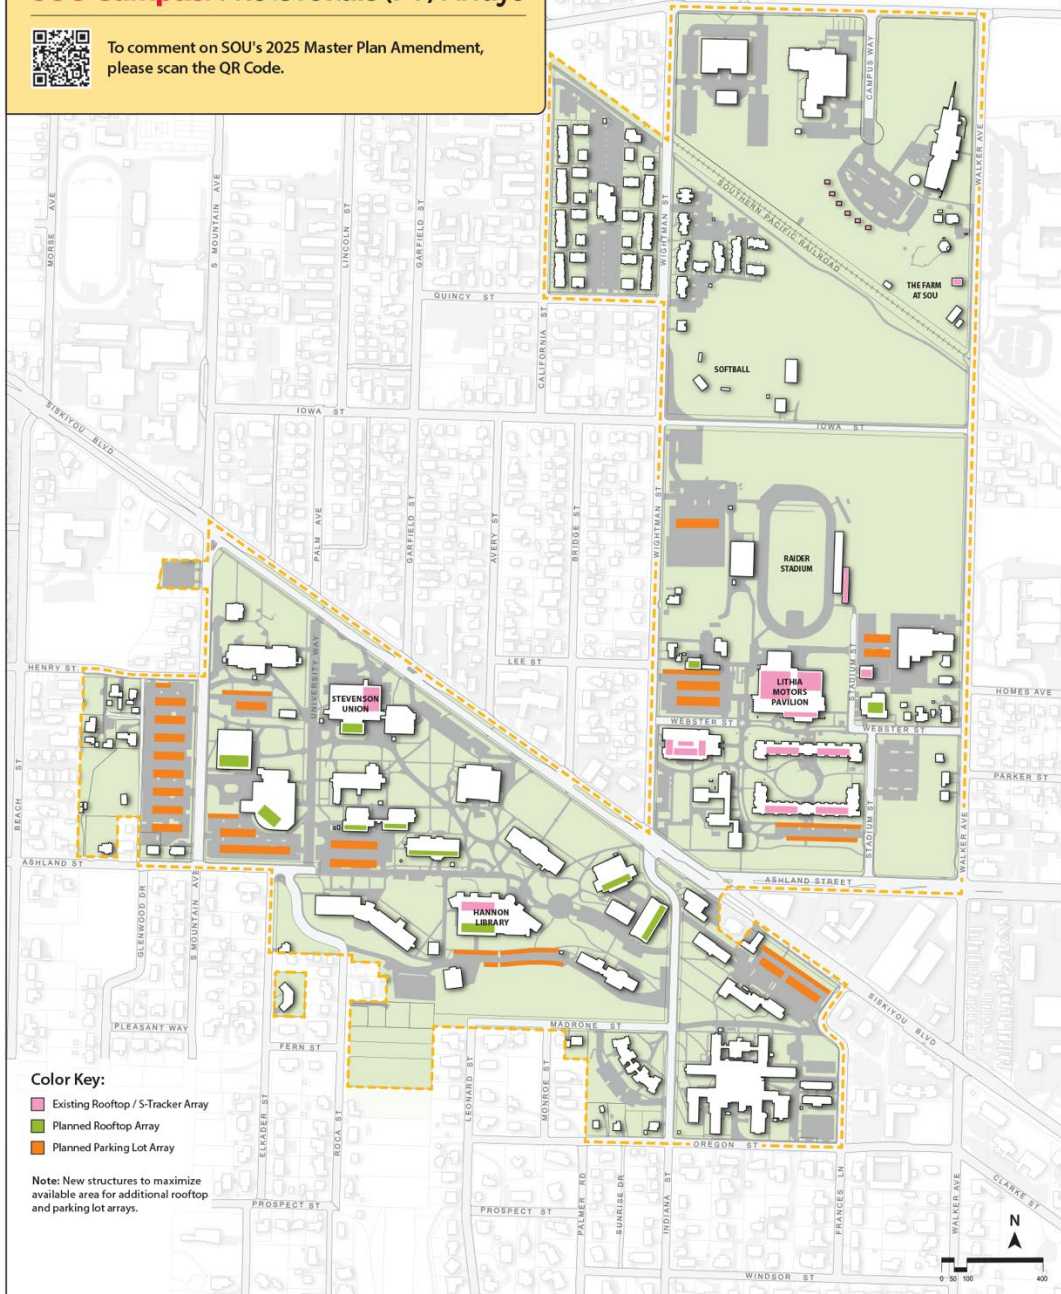 To comment on SOU's 2025 Master Plan Amendment,
please scan the QR Code.
CAMPUS WAY
WALKER AVE
MORSE AVE
S MOUNTAIN AVE
LINCOLN ST
GARFIELD ST
WIGHTMAN ST
SOUTHERN PACIFIC RAILROAD
THE FARM
AT SOU
QUINCY ST
CALIFORNIA ST
SOFTBALL
SISKIYOU BLVD
IOWA ST
IOWA ST
PALM AVE
GARFIELD ST
AVERY ST
BRIDGE ST
WIGHTMAN ST
RAIDER
STADIUM
HENRY ST
UNIVERSITY WAY
LEE ST
STADIUM ST
STEVENSON
UNION
LITHIA
MOTORS
PAVILION
HOMES AVE
WEBSTER ST
WEBSTER ST
BEACH ST
PARKER ST
STADIUM ST
WALKER AVE
ASHLAND ST
ASHLAND STREET
GLENWOOD DR
S MOUNTAIN AVE
HANNON
LIBRARY
SISKIYOU BLVD
PLEASANT WAY
MADRONE ST
FERN ST
LEONARD ST
MONROE ST
ELKADER ST
ROCA ST
OREGON ST
Color Key:
Existing Rooftop / S-Tracker Array
Planned Rooftop Array
Planned Parking Lot Array
Note: New structures to maximize
available area for additional rooftop
and parking lot arrays.
PROSPECT ST
PROSPECT ST
PALMER RD
SUNRISE DR
INDIANA ST
FRANCES LN
WALKER AVE
CLARKE ST
N
WINDSOR ST
0 50 100 400